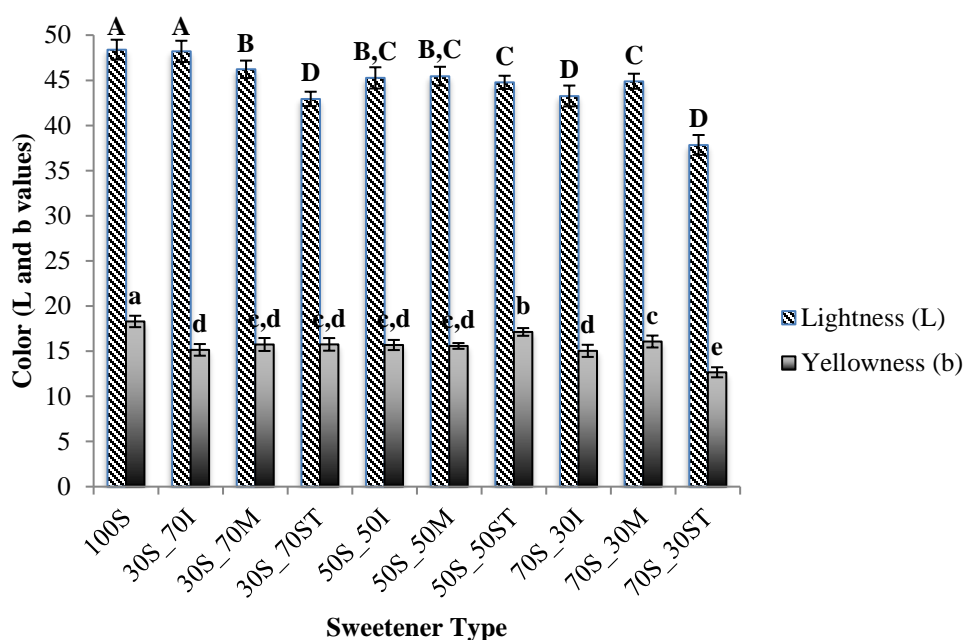 Color (L and b values)
50
45
40
35
30
25
20
15
10
5
0
A A B D B,C B,C C D C D
a d c,d c,d c,d c,d b d c e
100S
30S_70I
30S_70M
30S_70ST
50S_50I
50S_50M
50S_50ST
70S_30I
70S_30M
70S_30ST
Sweetener Type
Lightness (L)
Yellowness (b)